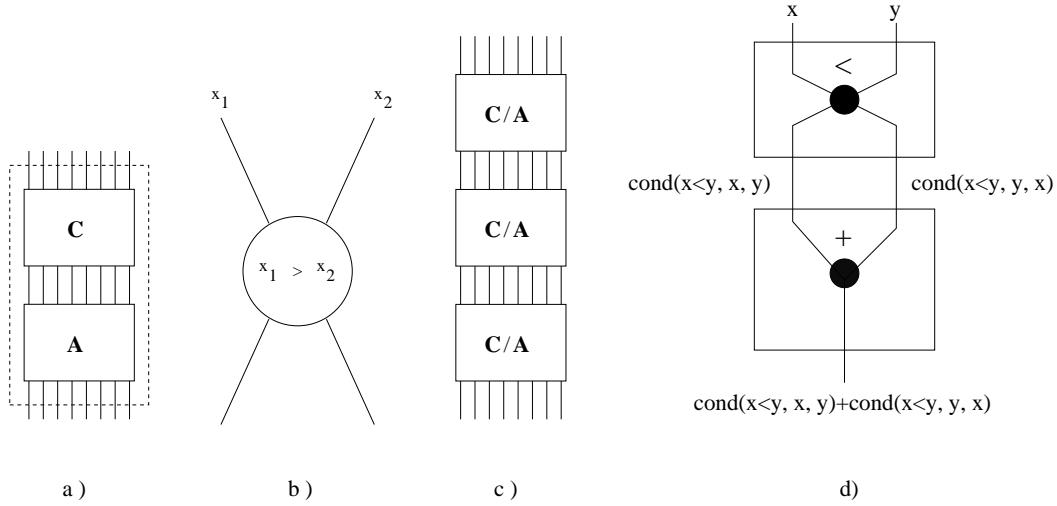 C
A
a )
x1 x2
x1 > x2
b )
C/A
C/A
C/A
c )
x y
<
cond(x<y, x, y) cond(x<y, y, x)
+
cond(x<y, x, y)+cond(x<y, y, x)
d)